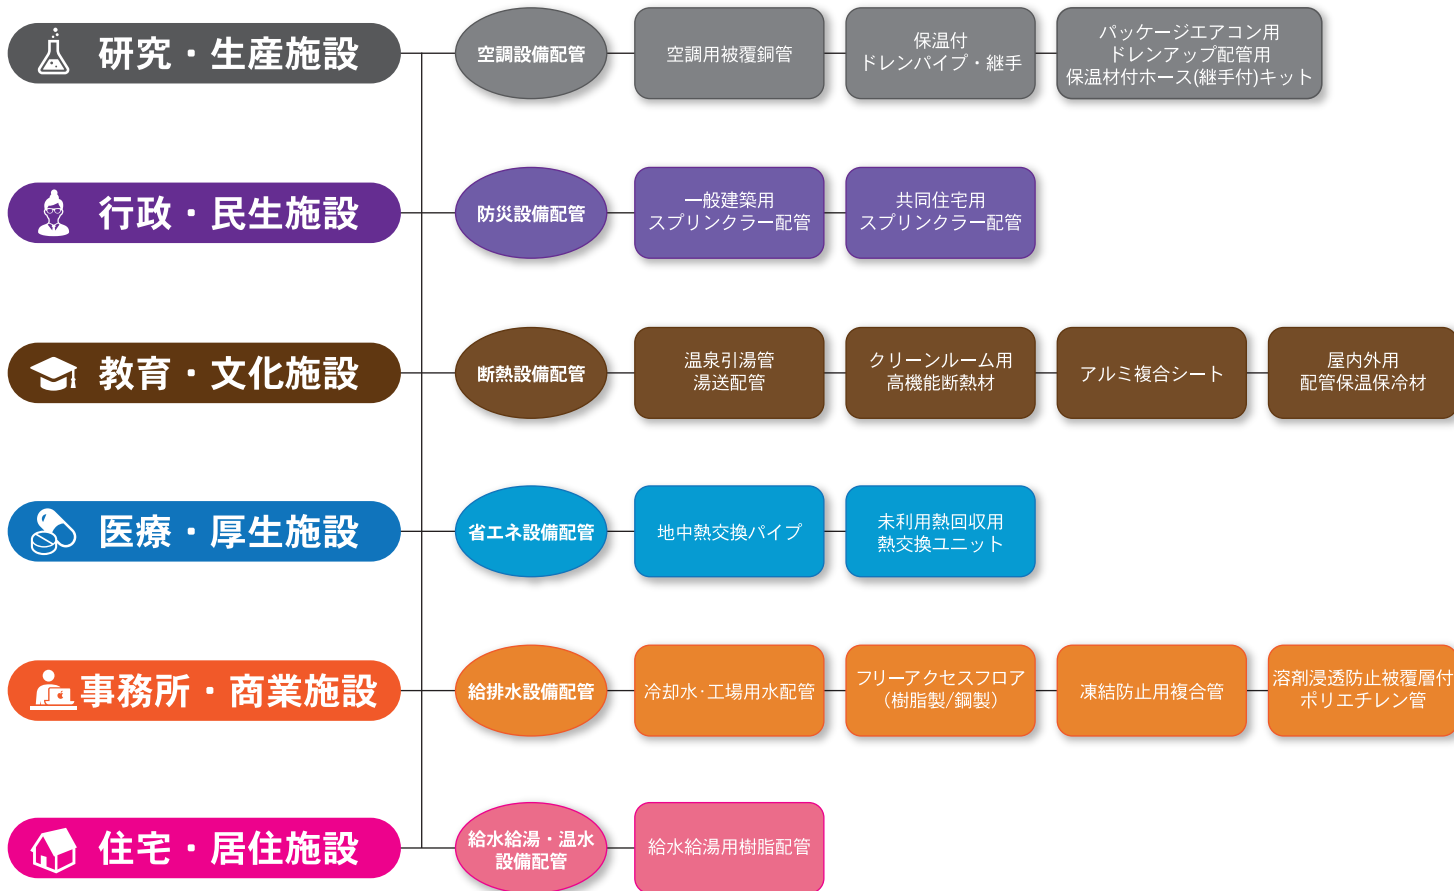 研究・生産施設
空調設備配管
空調用被覆銅管
保温付
ドレンパイプ・継手
パッケージエアコン用
ドレンアップ配管用
保温材付ホース(継手付)キット
行政・民生施設
防災設備配管
一般建築用
スプリンクラー配管
共同住宅用
スプリンクラー配管
教育・文化施設
断熱設備配管
温泉引湯管
湯送配管
クリーンルーム用
高機能断熱材
アルミ複合シート
屋内外用
配管保温保冷材
医療・厚生施設
省エネ設備配管
地中熱交換パイプ
未利用熱回収用
熱交換ユニット
事務所・商業施設
給排水設備配管
冷却水·工場用水配管
フリーアクセスフロア
（樹脂製/鋼製）
凍結防止用複合管
溶剤浸透防止被覆層付
ポリエチレン管
住宅・居住施設
給水給湯・温水
設備配管
給水給湯用樹脂配管